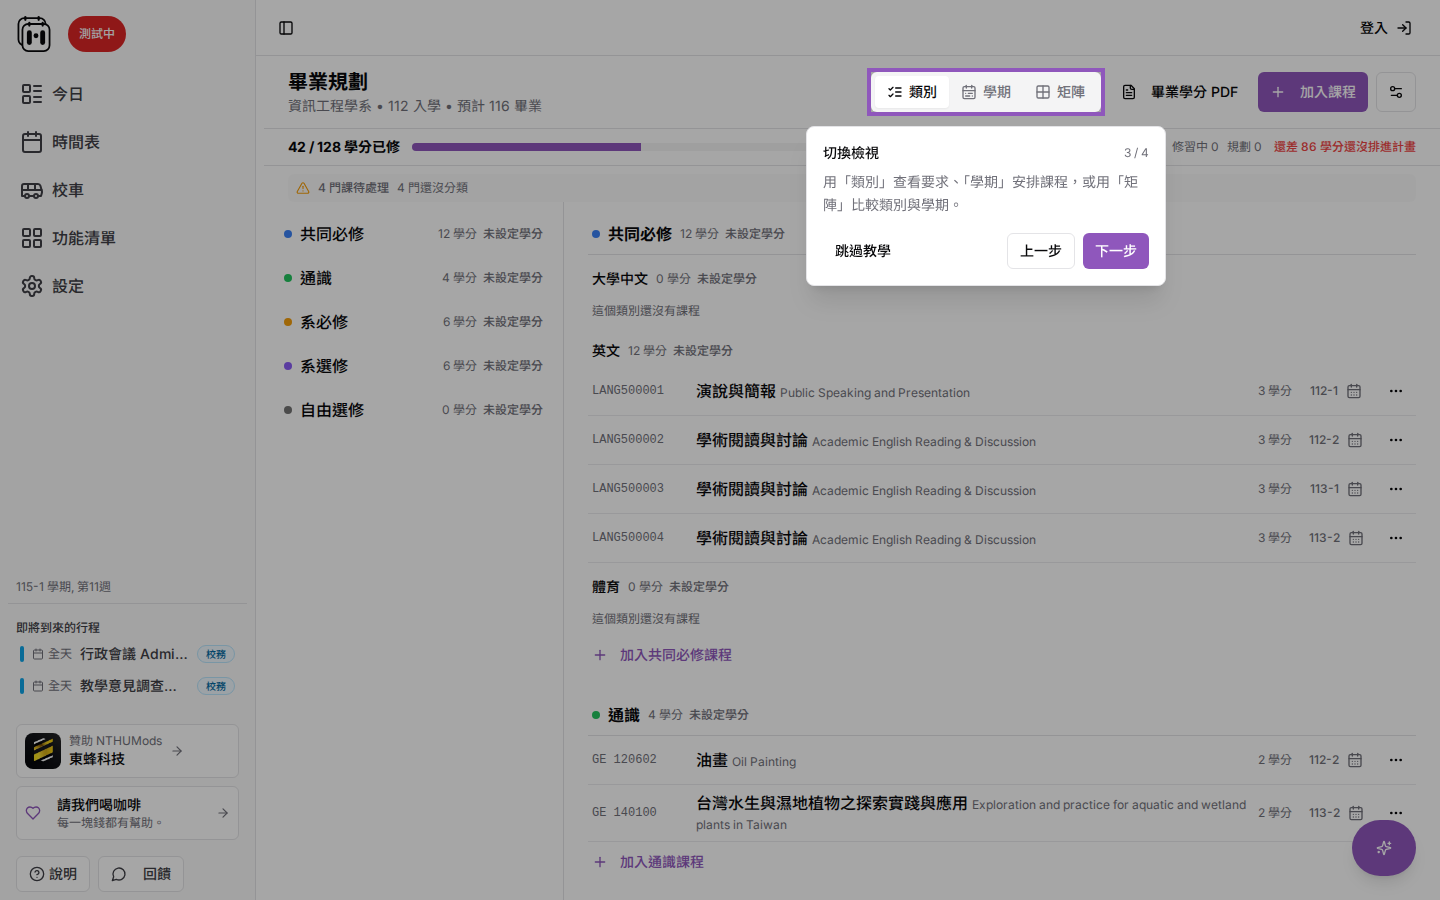 測試中
今日
時間表
校車
功能清單
設定
115-1 學期, 第11週
即將到來的行程
全天 行政會議 Admi... 校務
全天 教學意見調查... 校務
贊助 NTHUMods
東蜂科技
請我們喝咖啡
每一塊錢都有幫助。
說明 回饋
登入
畢業規劃
資訊工程學系 • 112 入學 • 預計 116 畢業
類別 學期 矩陣 畢業學分 PDF 加入課程
42 / 128 學分已修
修習中 0 規劃 0 還差 86 學分還沒排進計畫
4 門課待處理 4 門還沒分類
切換檢視 3 / 4
用「類別」查看要求、「學期」安排課程，或用「矩
陣」比較類別與學期。
跳過教學 上一步 下一步
共同必修 12 學分 未設定學分
通識 4 學分 未設定學分
系必修 6 學分 未設定學分
系選修 6 學分 未設定學分
自由選修 0 學分 未設定學分
共同必修 12 學分 未設定學分
大學中文 0 學分 未設定學分
這個類別還沒有課程
英文 12 學分 未設定學分
LANG500001 演說與簡報 Public Speaking and Presentation 3 學分 112-1
LANG500002 學術閱讀與討論 Academic English Reading & Discussion 3 學分 112-2
LANG500003 學術閱讀與討論 Academic English Reading & Discussion 3 學分 113-1
LANG500004 學術閱讀與討論 Academic English Reading & Discussion 3 學分 113-2
體育 0 學分 未設定學分
這個類別還沒有課程
加入共同必修課程
通識 4 學分 未設定學分
GE 120602 油畫 Oil Painting 2 學分 112-2
GE 140100 台灣水生與濕地植物之探索實踐與應用 Exploration and practice for aquatic and wetland
plants in Taiwan 2 學分 113-2
加入通識課程